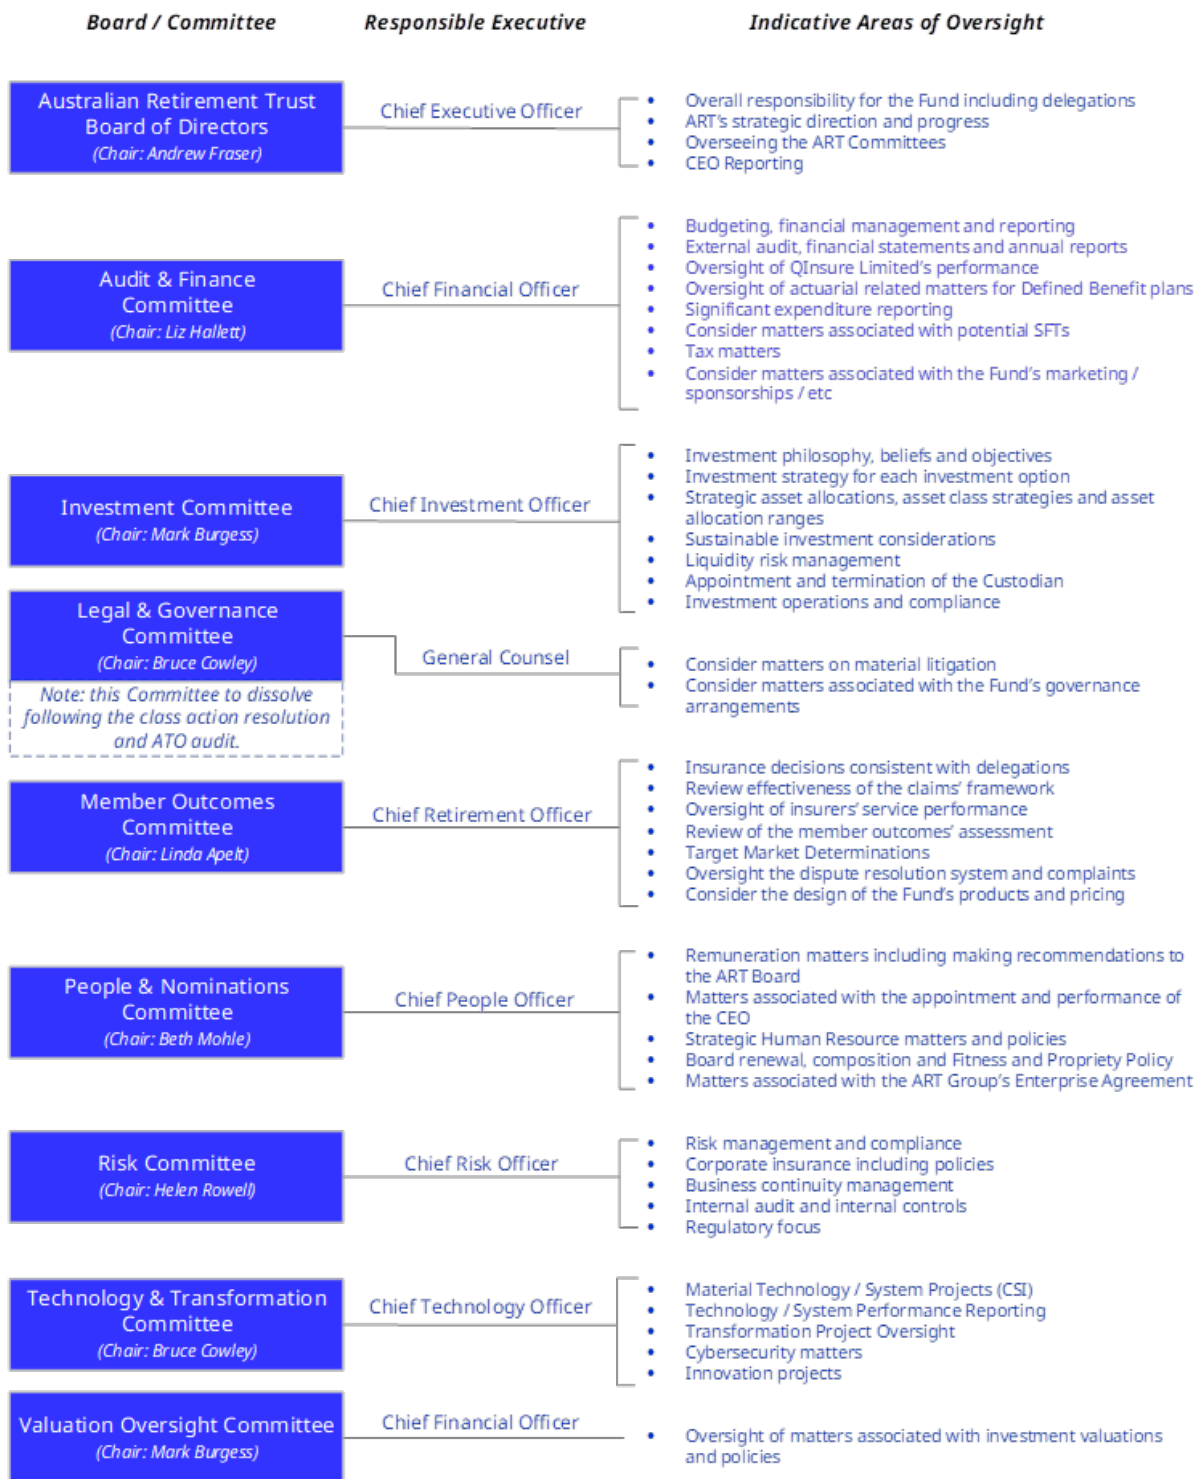 Board / Committee
Responsible Executive
Indicative Areas of Oversight
Australian Retirement Trust
Board of Directors
(Chair: Andrew Fraser)
Chief Executive Officer
• Overall responsibility for the Fund including delegations
• ART's strategic direction and progress
• Overseeing the ART Committees
• CEO Reporting
Audit & Finance
Committee
(Chair: Liz Hallett)
Chief Financial Officer
• Budgeting, financial management and reporting
• External audit, financial statements and annual reports
• Oversight of QInsure Limited's performance
• Oversight of actuarial related matters for Defined Benefit plans
• Significant expenditure reporting
• Consider matters associated with potential SFTs
• Tax matters
• Consider matters associated with the Fund's marketing /
sponsorships / etc
Investment Committee
(Chair: Mark Burgess)
Chief Investment Officer
• Investment philosophy, beliefs and objectives
• Investment strategy for each investment option
• Strategic asset allocations, asset class strategies and asset
allocation ranges
• Sustainable investment considerations
• Liquidity risk management
• Appointment and termination of the Custodian
• Investment operations and compliance
Legal & Governance
Committee
(Chair: Bruce Cowley)
Note: this Committee to dissolve
following the class action resolution
and ATO audit.
General Counsel
• Consider matters on material litigation
• Consider matters associated with the Fund's governance
arrangements
Member Outcomes
Committee
(Chair: Linda Apelt)
Chief Retirement Officer
• Insurance decisions consistent with delegations
• Review effectiveness of the claims' framework
• Oversight of insurers' service performance
• Review of the member outcomes' assessment
• Target Market Determinations
• Oversight the dispute resolution system and complaints
• Consider the design of the Fund's products and pricing
People & Nominations
Committee
(Chair: Beth Mohle)
Chief People Officer
• Remuneration matters including making recommendations to
the ART Board
• Matters associated with the appointment and performance of
the CEO
• Strategic Human Resource matters and policies
• Board renewal, composition and Fitness and Propriety Policy
• Matters associated with the ART Group's Enterprise Agreement
Risk Committee
(Chair: Helen Rowell)
Chief Risk Officer
• Risk management and compliance
• Corporate insurance including policies
• Business continuity management
• Internal audit and internal controls
• Regulatory focus
Technology & Transformation
Committee
(Chair: Bruce Cowley)
Chief Technology Officer
• Material Technology / System Projects (CSI)
• Technology / System Performance Reporting
• Transformation Project Oversight
• Cybersecurity matters
• Innovation projects
Valuation Oversight Committee
(Chair: Mark Burgess)
Chief Financial Officer
• Oversight of matters associated with investment valuations
and policies